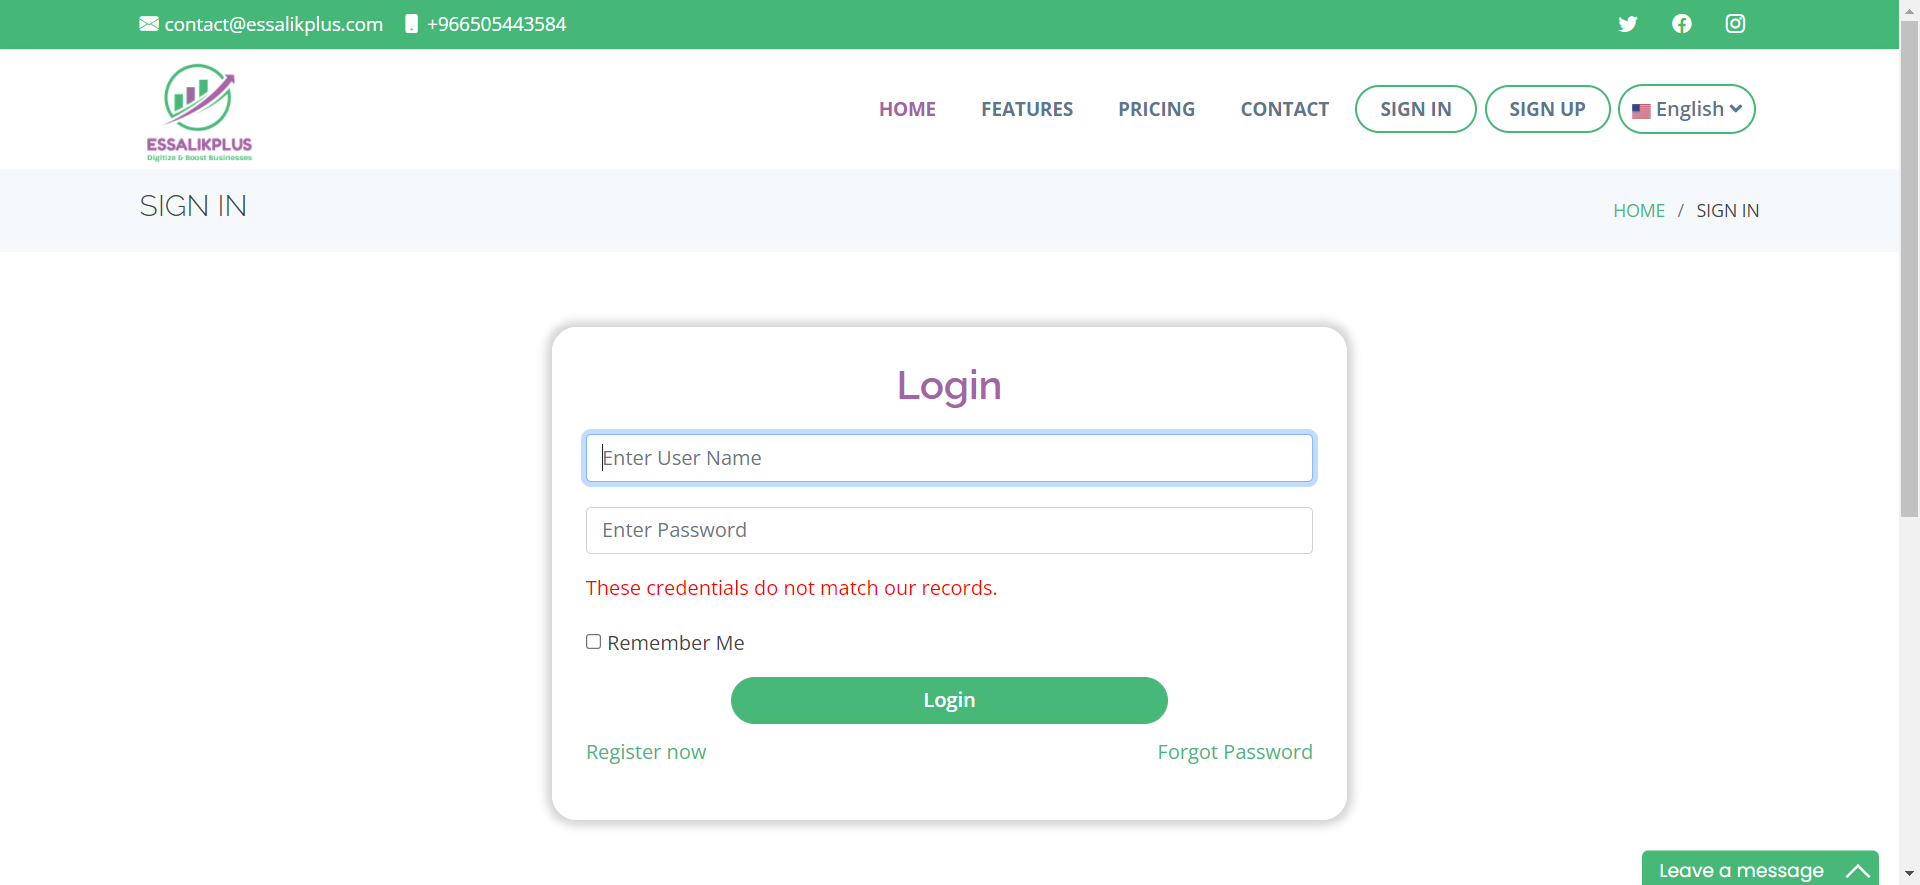 contact@essalikplus.com +966505443584
ESSALIKPLUS
Digitize & Boost Businesses
HOME FEATURES PRICING CONTACT SIGN IN SIGN UP English
SIGN IN
HOME / SIGN IN
Login
Enter User Name
Enter Password
These credentials do not match our records.
Remember Me
Login
Register now Forgot Password
Leave a message